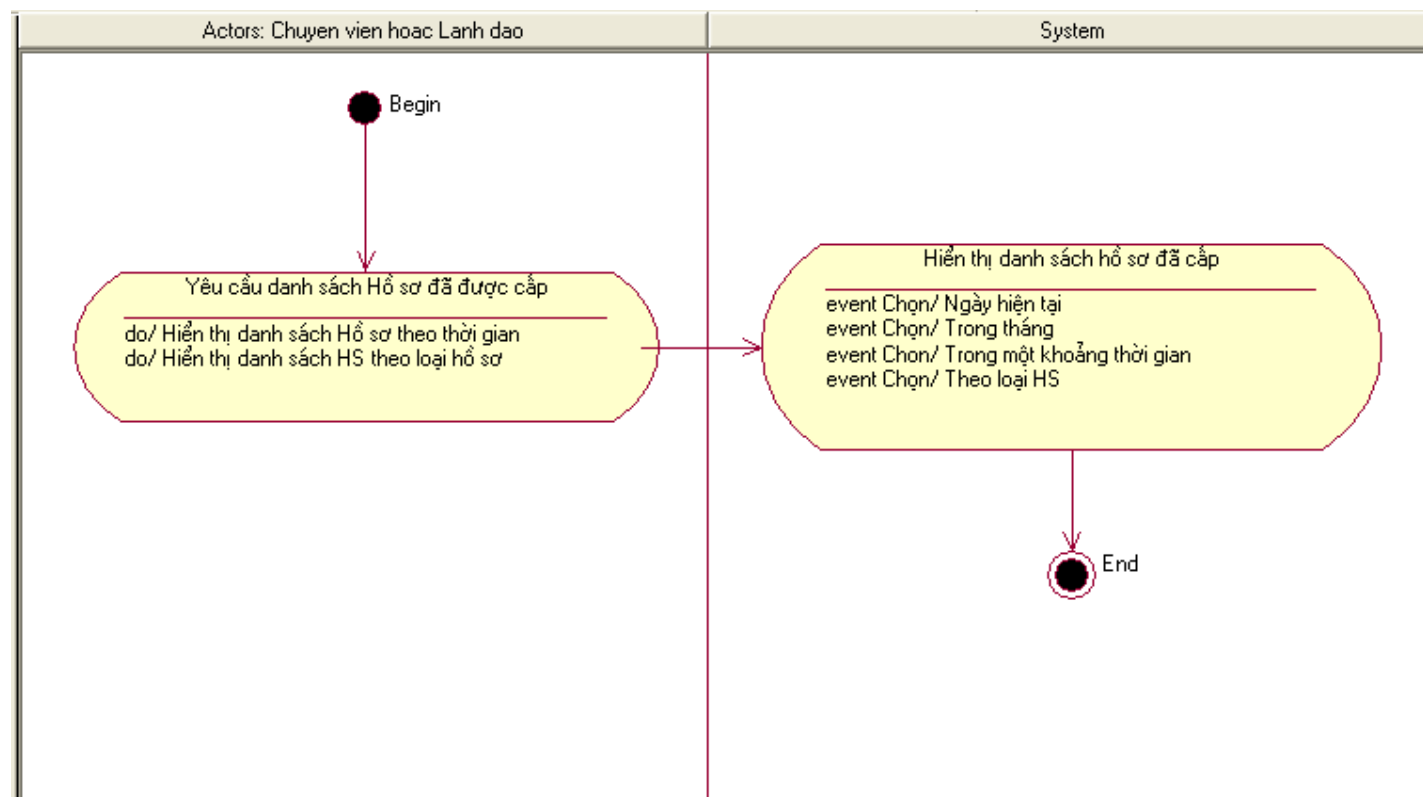 Actors: Chuyen vien hoac Lanh dao
System
Begin
Yêu cầu danh sách Hồ sơ đã được cấp
do/ Hiển thị danh sách Hồ sơ theo thời gian
do/ Hiển thị danh sách HS theo loại hồ sơ
Hiển thị danh sách hồ sơ đã cấp
event Chọn/ Ngày hiện tại
event Chọn/ Trong tháng
event Chọn/ Trong một khoảng thời gian
event Chọn/ Theo loại HS
End